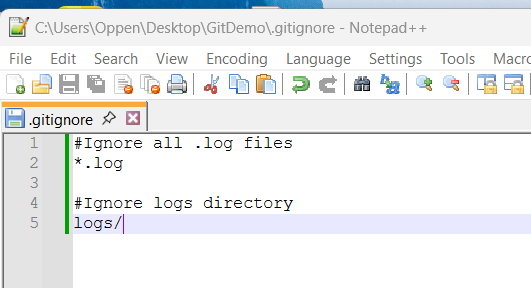 C:\Users\Oppen\Desktop\GitDemo\.gitignore - Notepad++
File Edit Search View Encoding Language Settings Tools Macro
.gitignore
1 #Ignore all .log files
2 *.log
3
4 #Ignore logs directory
5 logs/